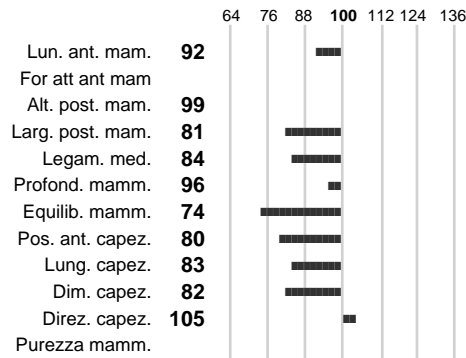 64 76 88 100 112 124 136
Lun. ant. mam. 92
For att ant mam
Alt. post. mam. 99
Larg. post. mam. 81
Legam. med. 84
Profond. mamm. 96
Equilib. mamm. 74
Pos. ant. capez. 80
Lung. capez. 83
Dim. capez. 82
Direz. capez. 105
Purezza mamm.